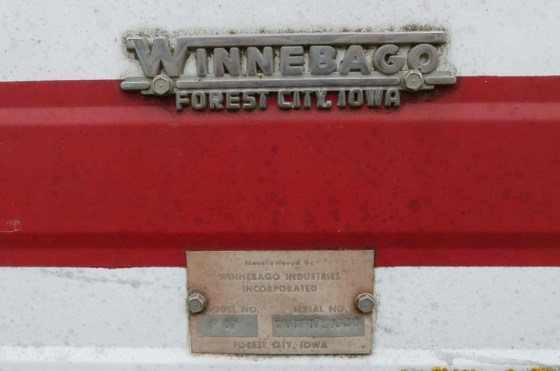 WINNEBAGO
FOREST CITY, IOWA
Manufactured By
WINNEBAGO INDUSTRIES
INCORPORATED
MODEL NO. SERIAL NO.
FOREST CITY, IOWA